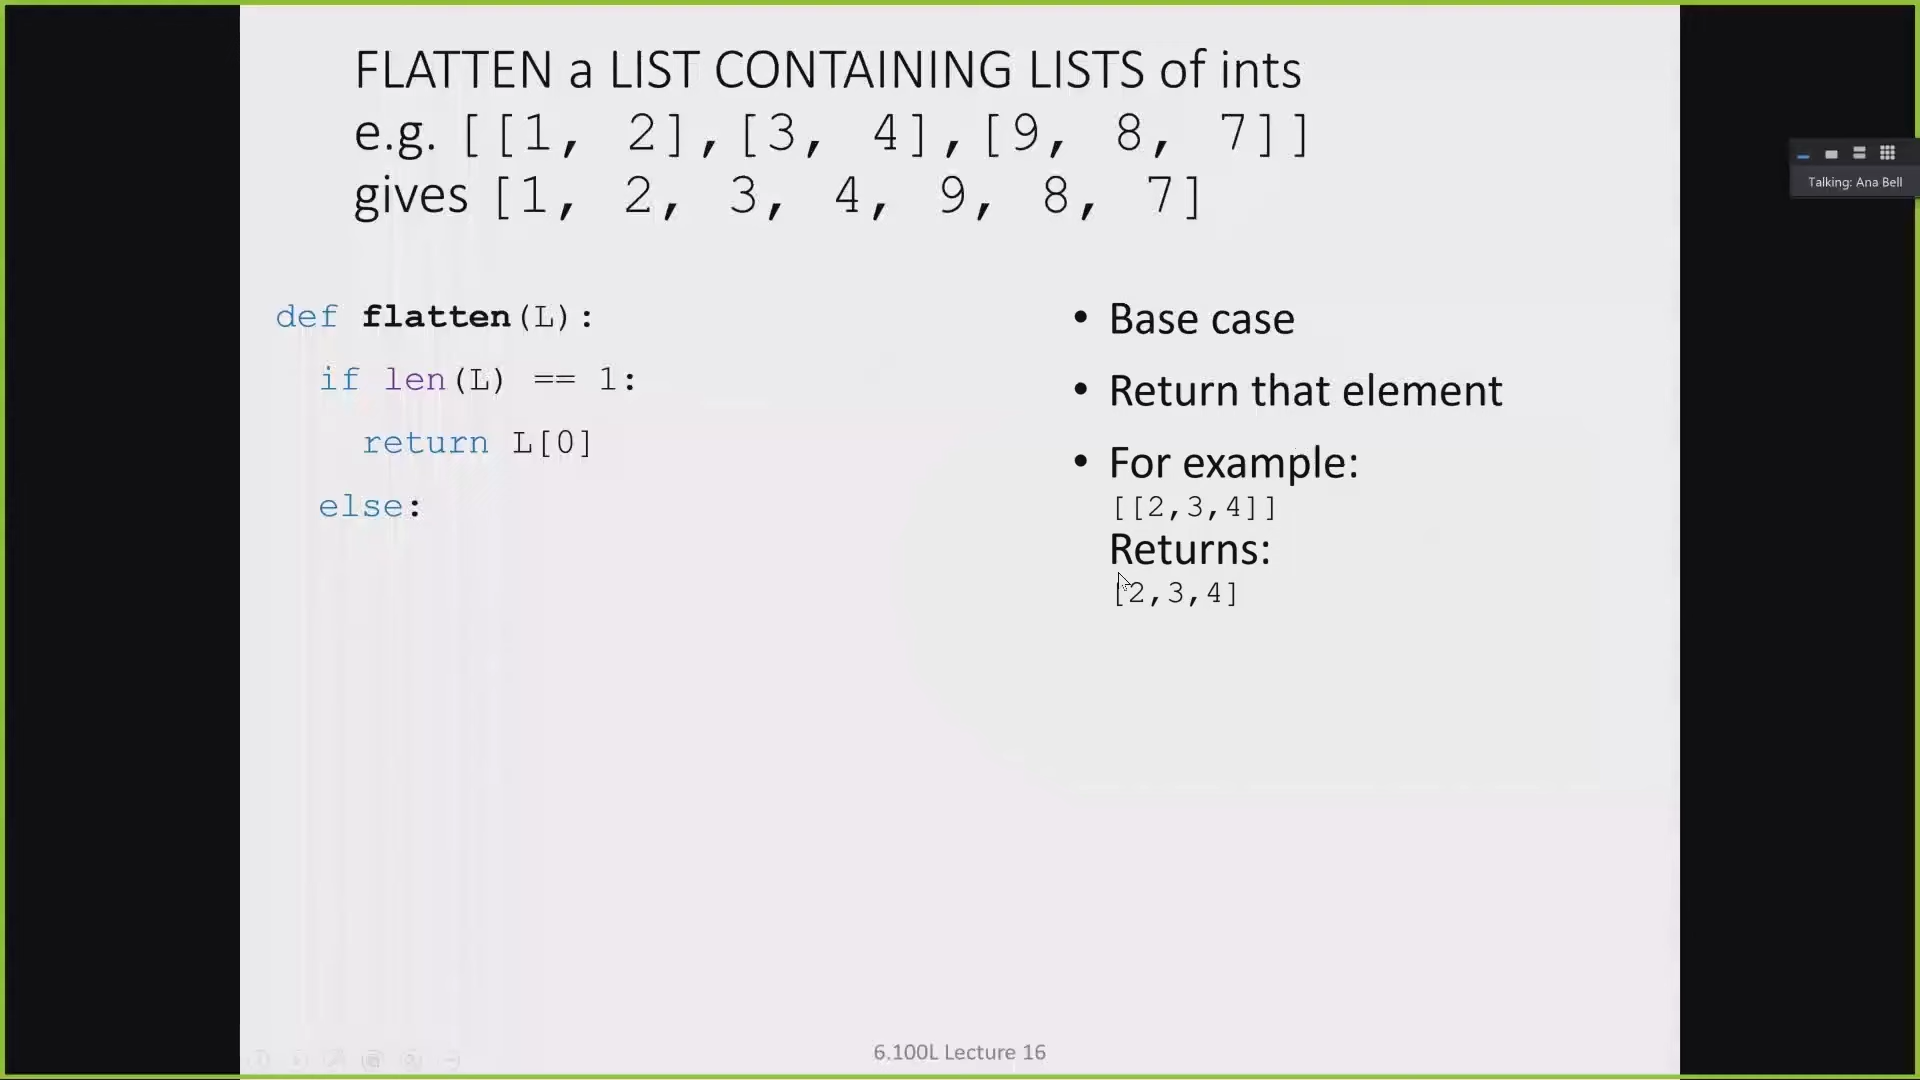 FLATTEN a LIST CONTAINING LISTS of ints
e.g. [[1, 2],[3, 4],[9, 8, 7]]
gives [1, 2, 3, 4, 9, 8, 7]
Talking: Ana Bell
def flatten(L):
if len(L) == 1:
return L[0]
else:
• Base case
• Return that element
• For example:
[[2,3,4]]
Returns:
[2,3,4]
6.100L Lecture 16